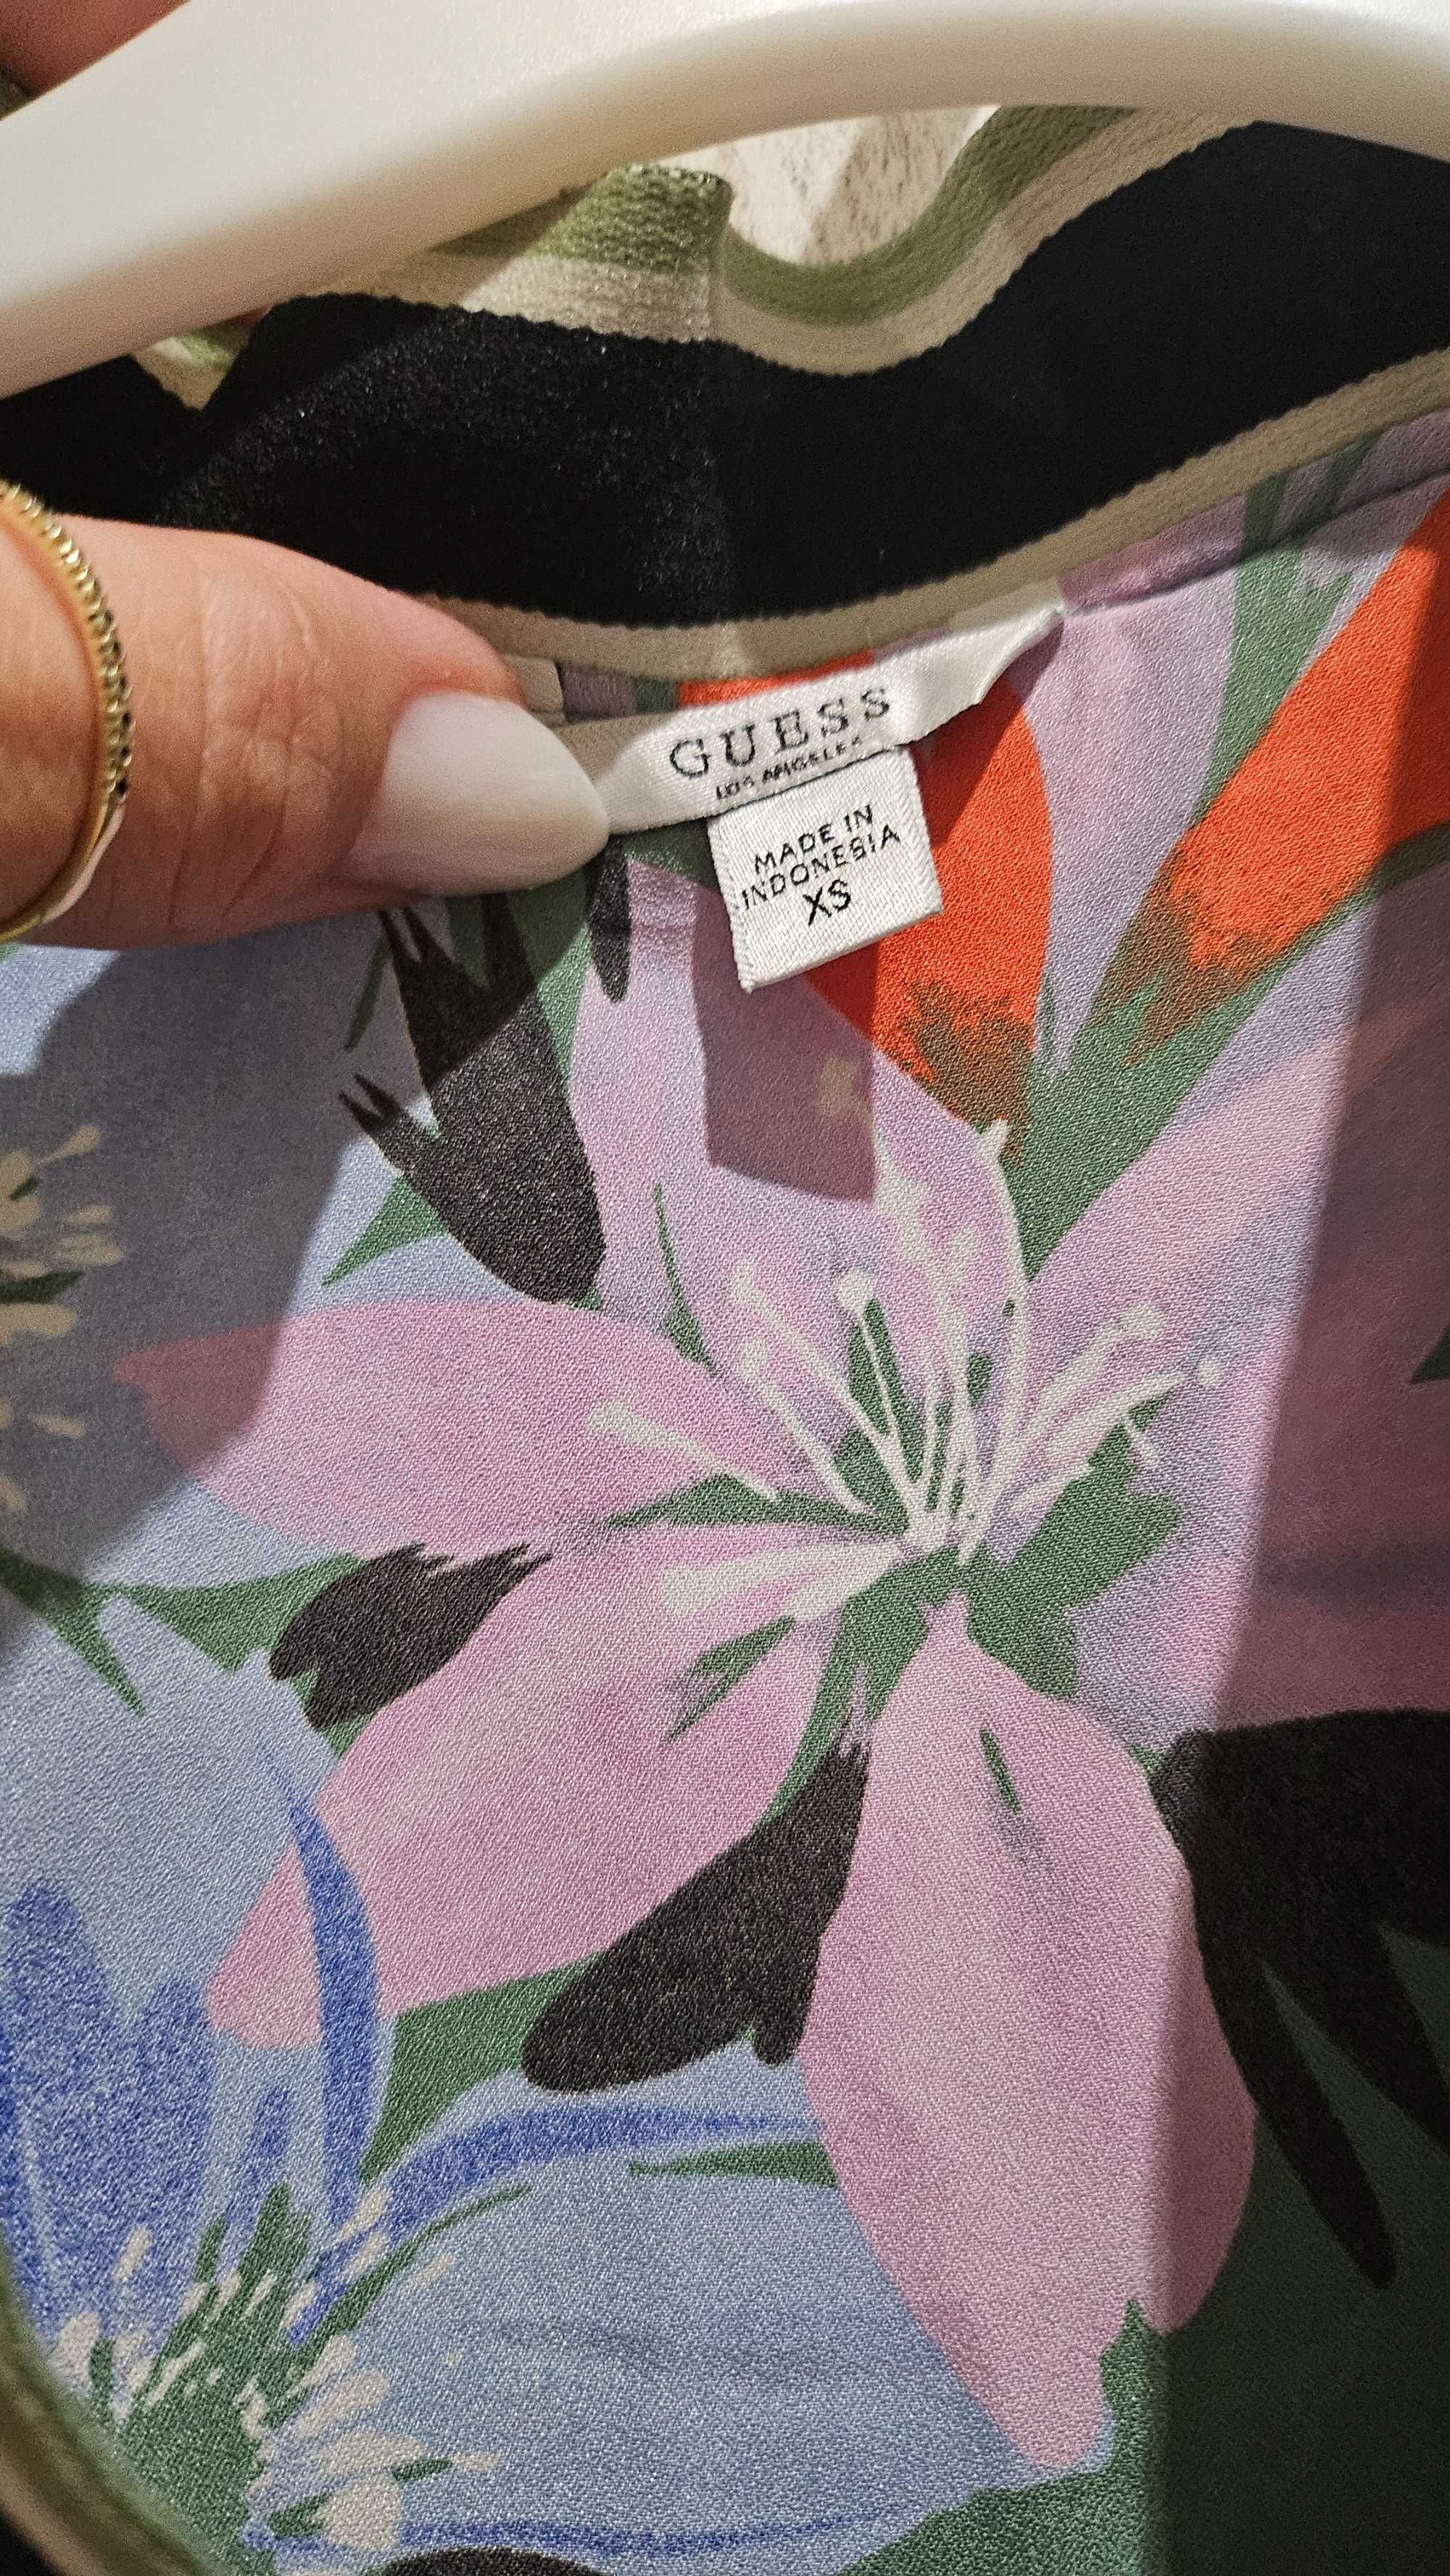 GUESS
LOS ANGELES
MADE IN
INDONESIA
XS